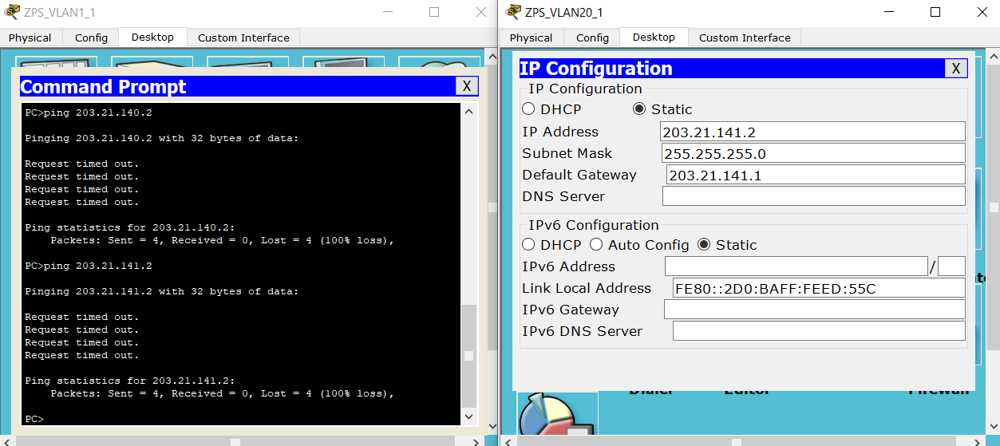 ZPS_VLAN1_1
Physical Config Desktop Custom Interface
Command Prompt X
PC>ping 203.21.140.2
Pinging 203.21.140.2 with 32 bytes of data:
Request timed out.
Request timed out.
Request timed out.
Request timed out.
Ping statistics for 203.21.140.2:
Packets: Sent = 4, Received = 0, Lost = 4 (100% loss),
PC>ping 203.21.141.2
Pinging 203.21.141.2 with 32 bytes of data:
Request timed out.
Request timed out.
Request timed out.
Request timed out.
Ping statistics for 203.21.141.2:
Packets: Sent = 4, Received = 0, Lost = 4 (100% loss),
PC>
ZPS_VLAN20_1
Physical Config Desktop Custom Interface
IP Configuration X
IP Configuration
DHCP Static
IP Address 203.21.141.2
Subnet Mask 255.255.255.0
Default Gateway 203.21.141.1
DNS Server
IPv6 Configuration
DHCP Auto Config Static
IPv6 Address /
Link Local Address FE80::2D0:BAFF:FEED:55C
IPv6 Gateway
IPv6 DNS Server
Dialer Editor Firewall